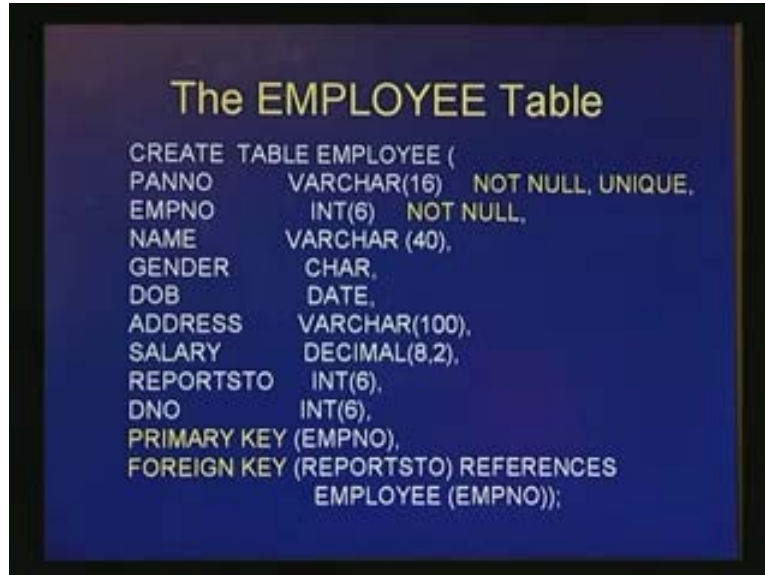 The EMPLOYEE Table
CREATE TABLE EMPLOYEE (
PANNO VARCHAR(16) NOT NULL, UNIQUE,
EMPNO INT(6) NOT NULL,
NAME VARCHAR (40),
GENDER CHAR,
DOB DATE,
ADDRESS VARCHAR(100),
SALARY DECIMAL(8,2),
REPORTSTO INT(6),
DNO INT(6),
PRIMARY KEY (EMPNO),
FOREIGN KEY (REPORTSTO) REFERENCES
EMPLOYEE (EMPNO));